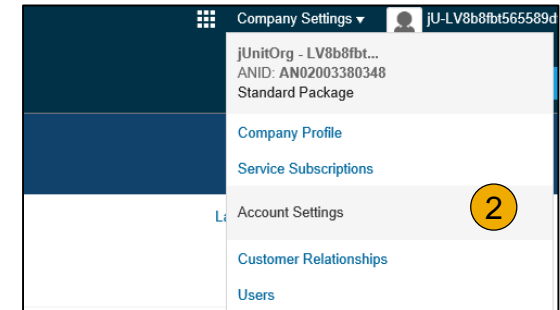 Company Settings ▾ jU-LV8b8fbt565589d
jUnitOrg - LV8b8fbt...
ANID: AN02003380348
Standard Package
Company Profile
Service Subscriptions
Account Settings 2
Customer Relationships
Users